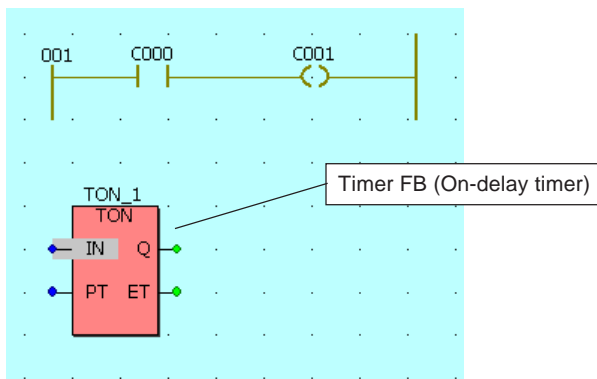 001 C000 C001
Timer FB (On-delay timer)
TON_1
TON
IN Q
PT ET